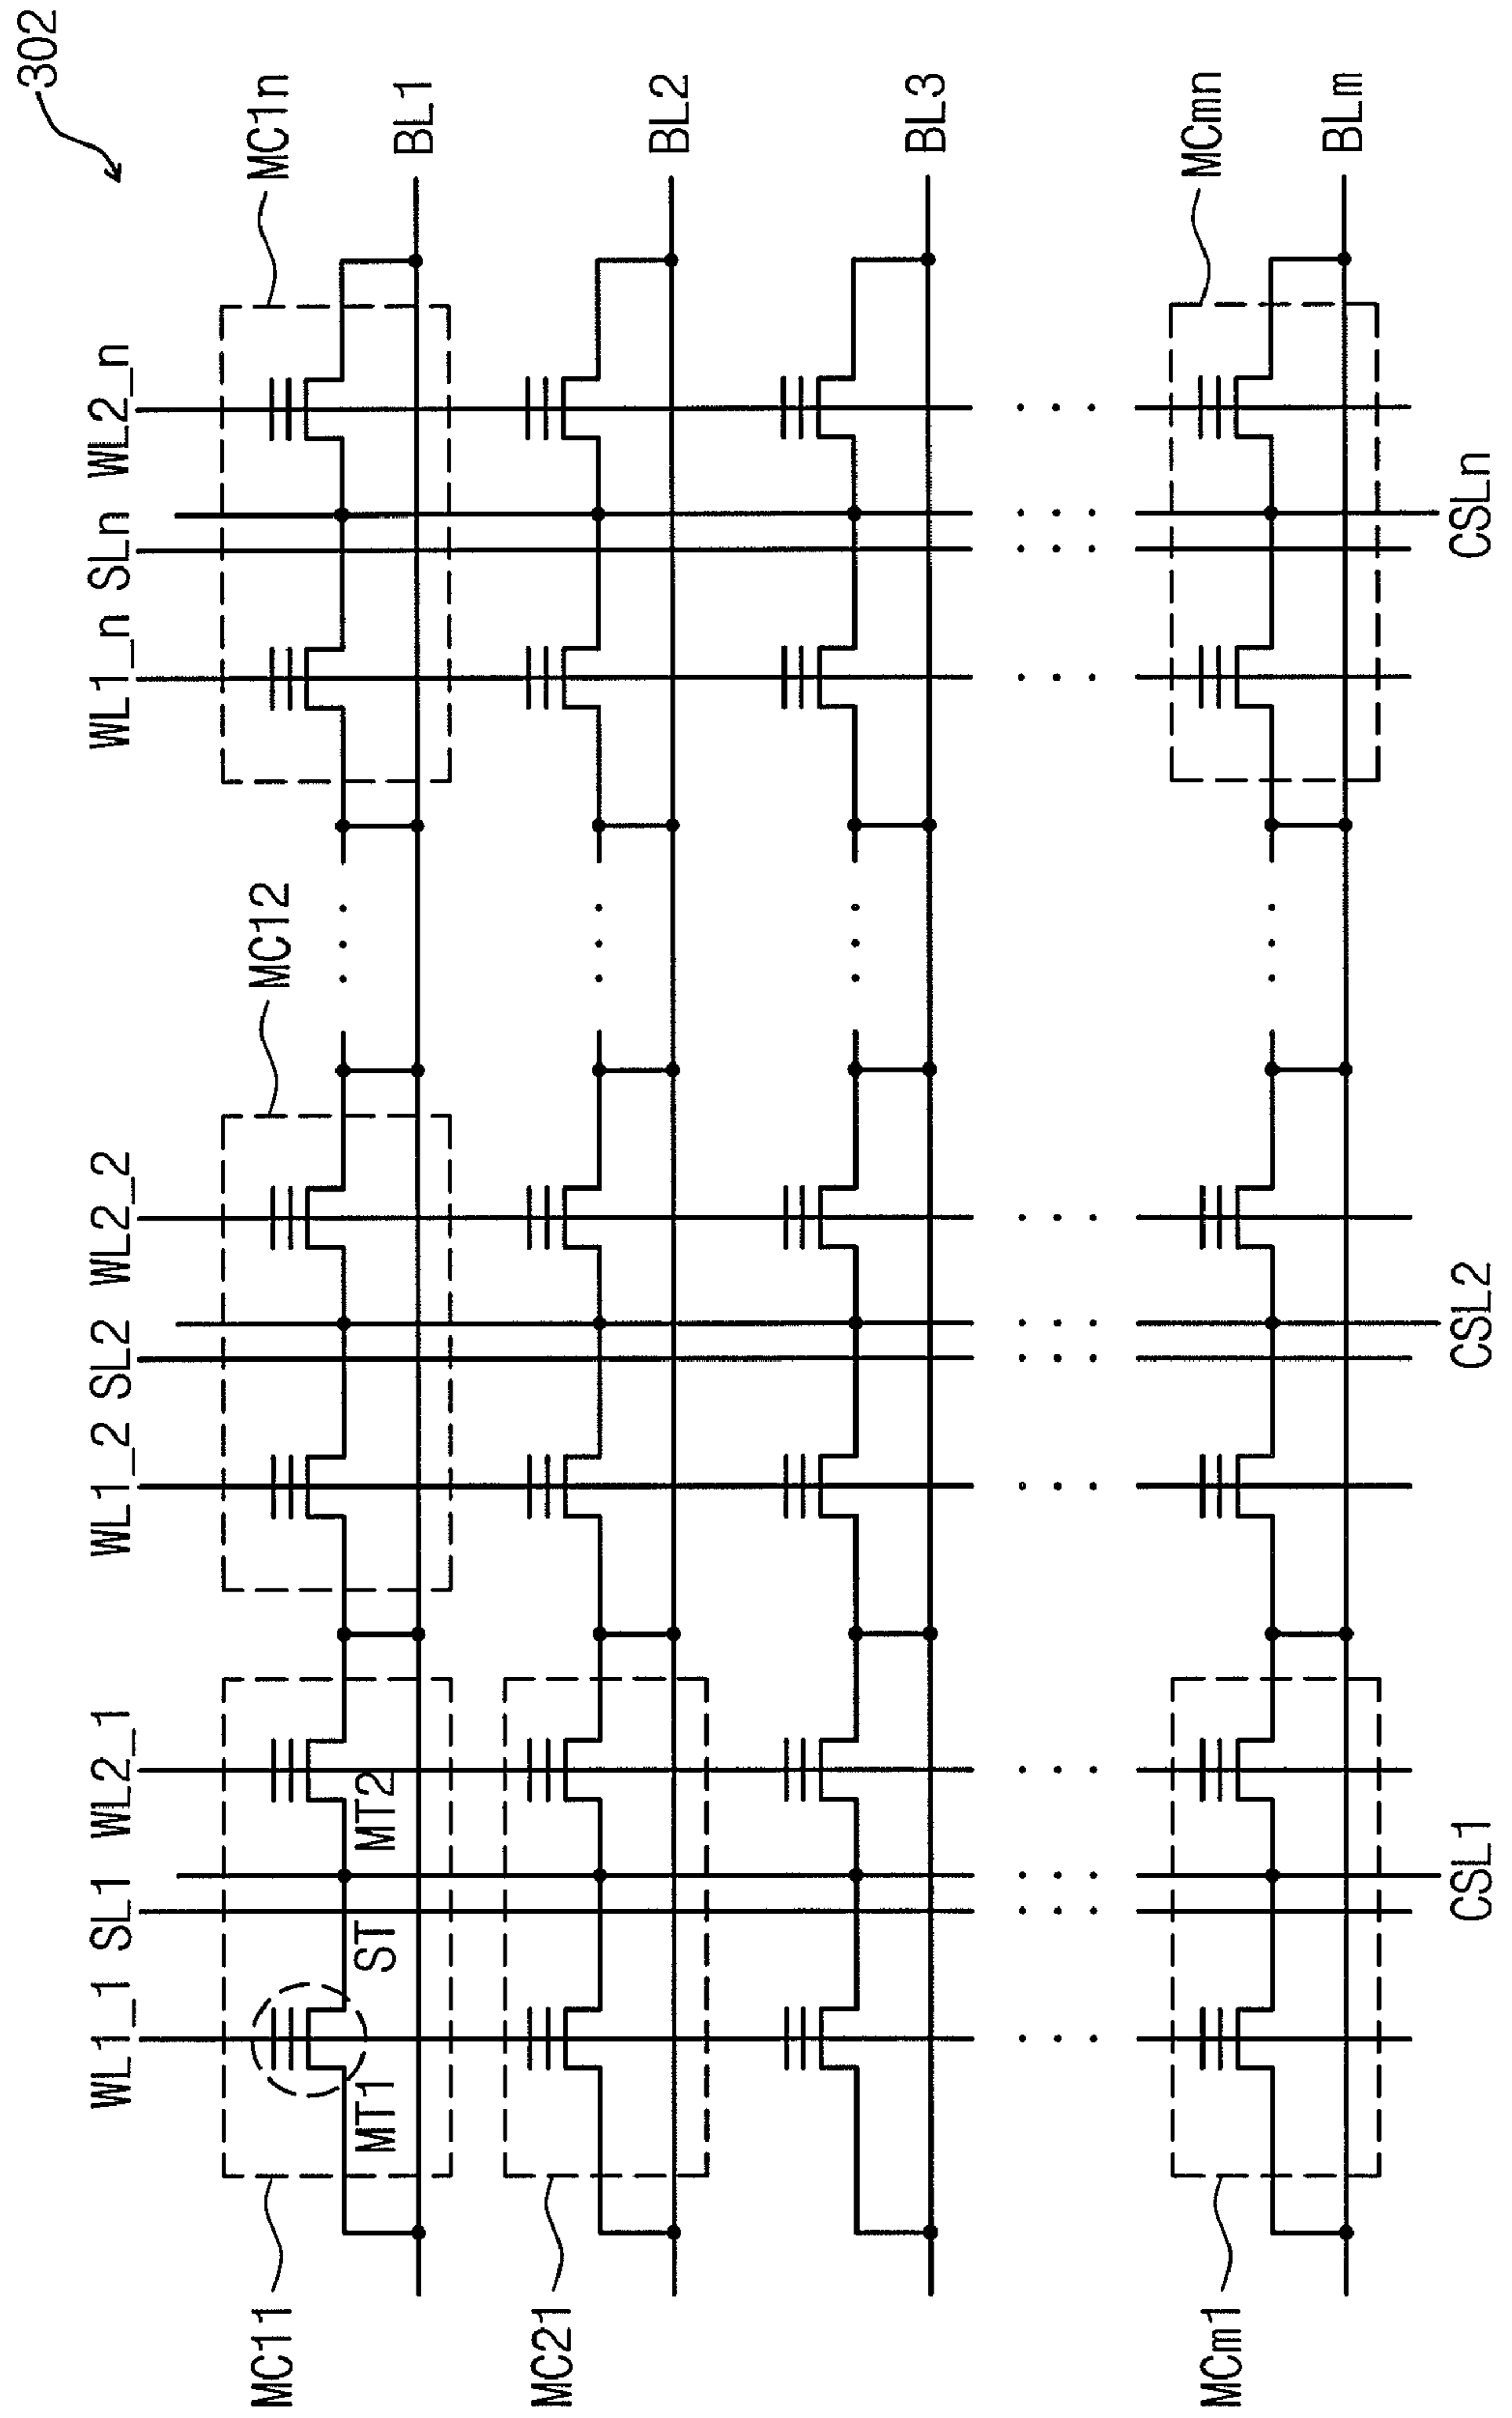 302
WL1_1 SL1 WL2_1 WL1_2 SL2 WL2_2 WL1_n SLn WL2_n
MC11
MC12
MC1n
MT1
ST
MT2
BL1
MC21
BL2
BL3
MCm1
MCmn
BLm
CSL1 CSL2 CSLn